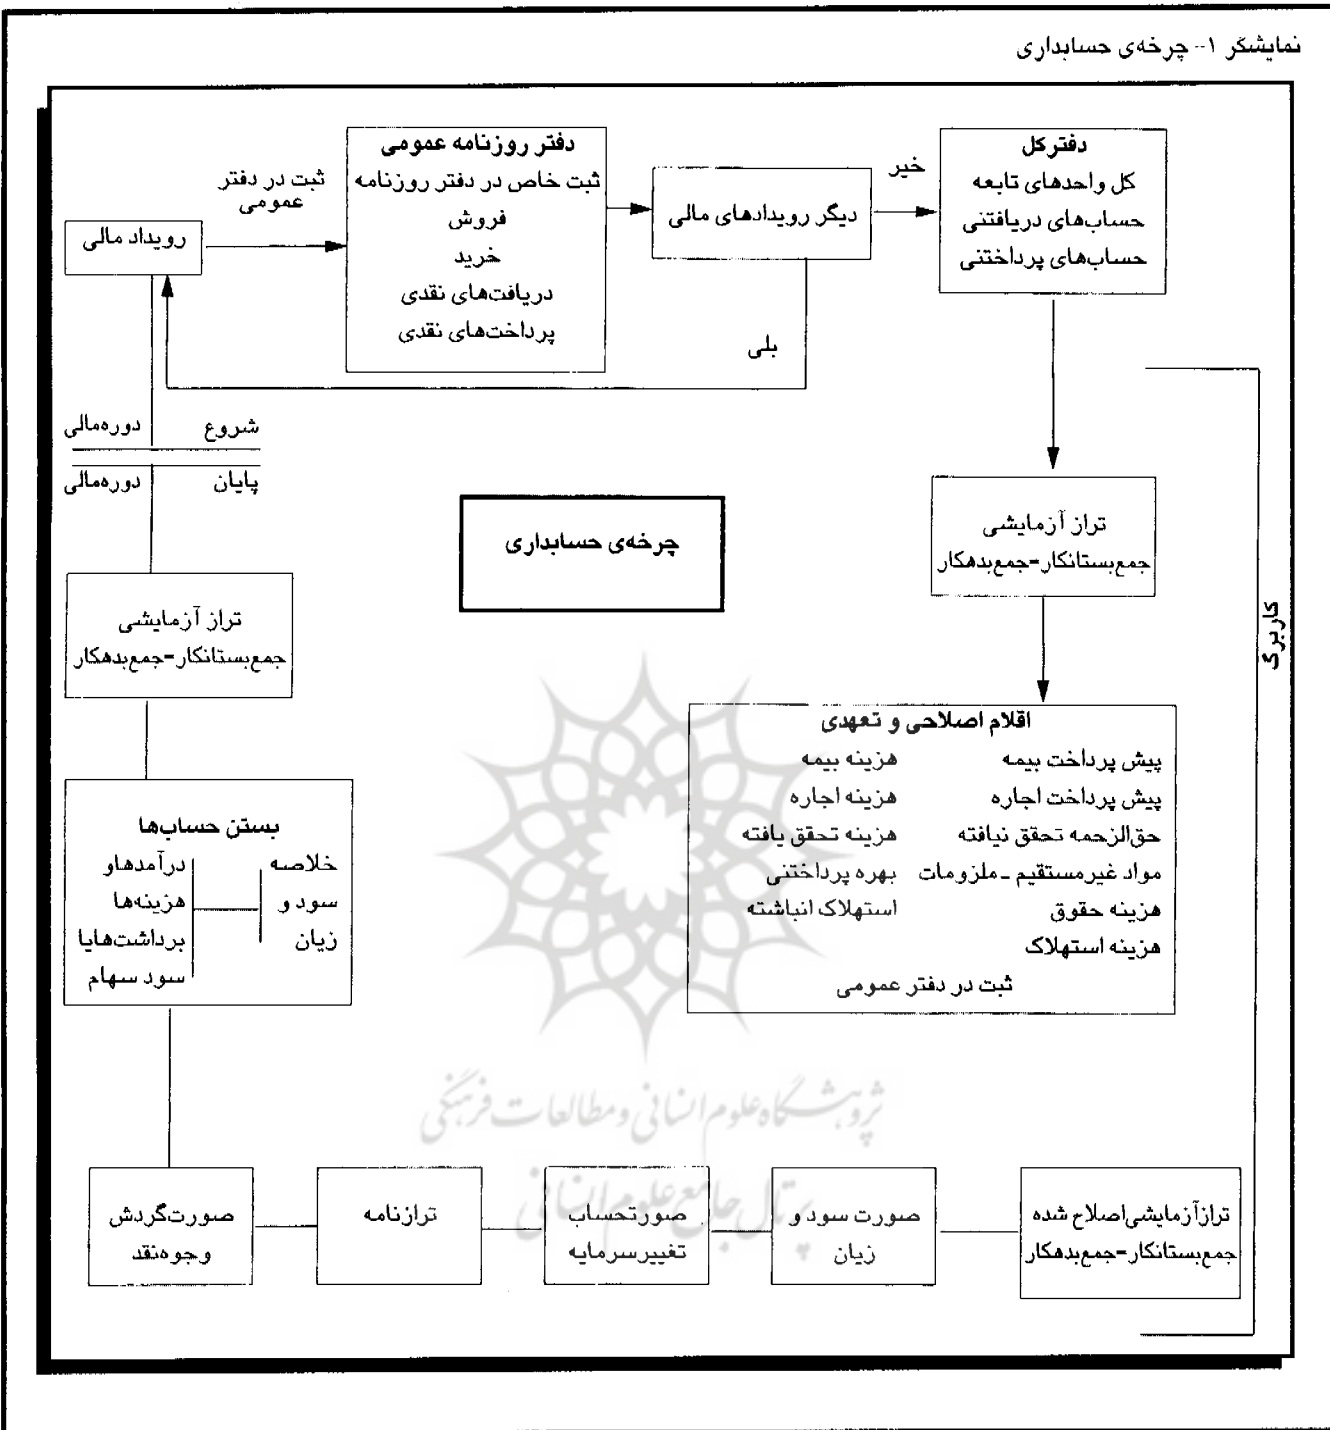 نمایشگر ۱- چرخه‌ی حسابداری
رویداد مالی
ثبت در دفتر
عمومی
دفتر روزنامه عمومی
ثبت خاص در دفتر روزنامه
فروش
خرید
دریافت‌های نقدی
پرداخت‌های نقدی
دیگر رویدادهای مالی
بلی
خیر
دفترکل
کل واحدهای تابعه
حساب‌های دریافتنی
حساب‌های پرداختنی
تراز آزمایشی
جمع‌بستانکار=جمع‌بدهکار
کاربرگ
اقلام اصلاحی و تعهدی
پیش پرداخت بیمه هزینه بیمه
پیش پرداخت اجاره هزینه اجاره
حق‌الزحمه تحقق نیافته هزینه تحقق یافته
مواد غیرمستقیم ـ ملزومات بهره پرداختنی
هزینه حقوق استهلاک انباشته
هزینه استهلاک
ثبت در دفتر عمومی
ترازآزمایشی‌اصلاح شده
جمع‌بستانکار=جمع‌بدهکار
صورت سود و
زیان
صورتحساب
تغییرسرمایه
ترازنامه
صورت‌گردش
وجوه‌نقد
بستن حساب‌ها
خلاصه درآمدهاو
سود و هزینه‌ها
زیان برداشت‌هایا
سود سهام
تراز آزمایشی
جمع‌بستانکار=جمع‌بدهکار
شروع دوره‌مالی
پایان دوره‌مالی
چرخه‌ی حسابداری
پژوهشگاه علوم انسانی و مطالعات فرهنگی
پرتال جامع علوم انسانی